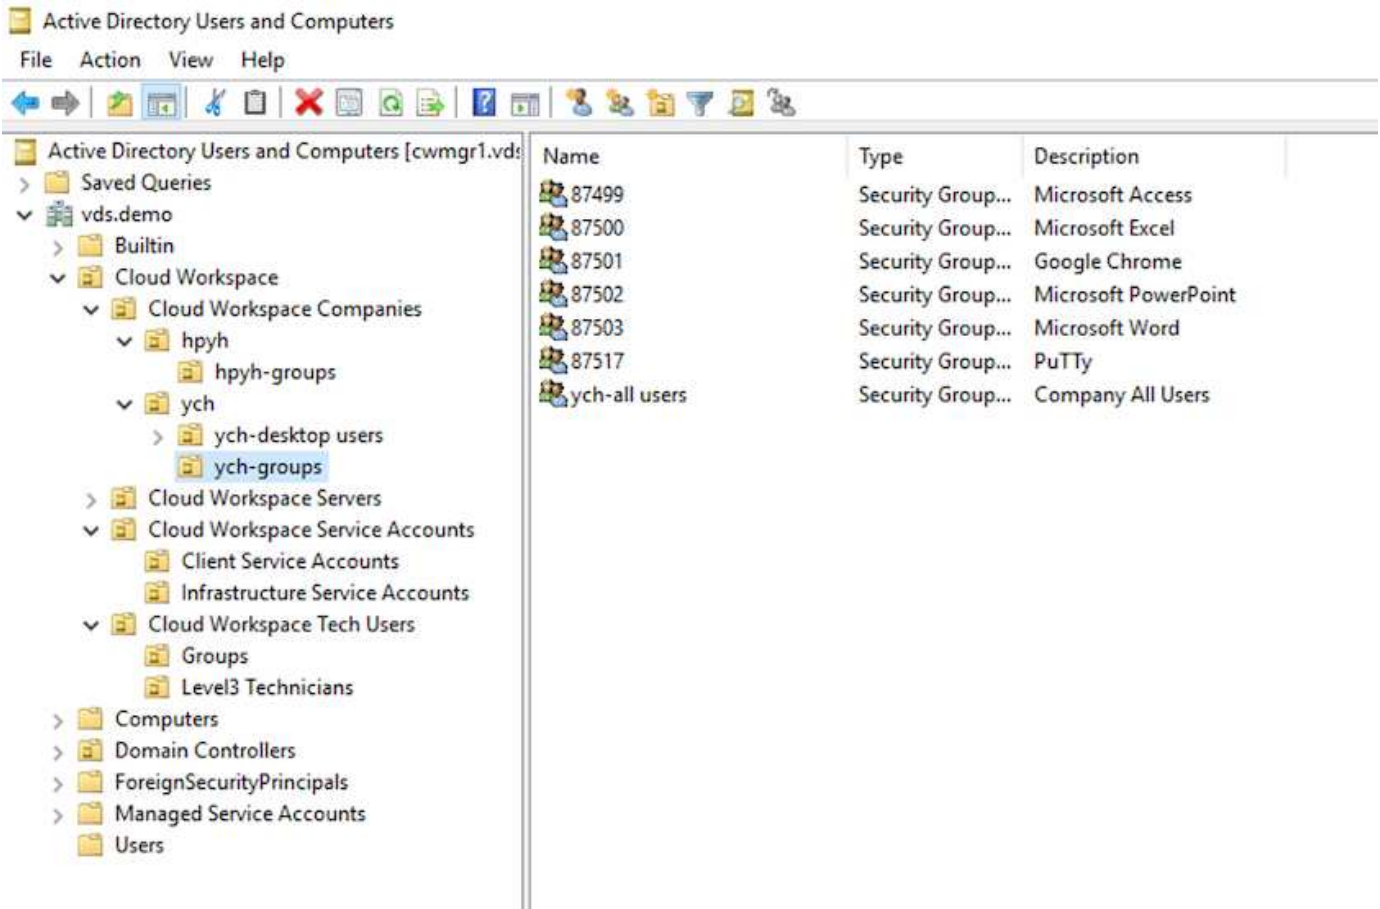 Active Directory Users and Computers
File Action View Help
Active Directory Users and Computers [cwmgr1.vds
Saved Queries
vds.demo
Builtin
Cloud Workspace
Cloud Workspace Companies
hpyh
hpyh-groups
ych
ych-desktop users
ych-groups
Cloud Workspace Servers
Cloud Workspace Service Accounts
Client Service Accounts
Infrastructure Service Accounts
Cloud Workspace Tech Users
Groups
Level3 Technicians
Computers
Domain Controllers
ForeignSecurityPrincipals
Managed Service Accounts
Users
Name Type Description
87499 Security Group... Microsoft Access
87500 Security Group... Microsoft Excel
87501 Security Group... Google Chrome
87502 Security Group... Microsoft PowerPoint
87503 Security Group... Microsoft Word
87517 Security Group... PuTTy
ych-all users Security Group... Company All Users